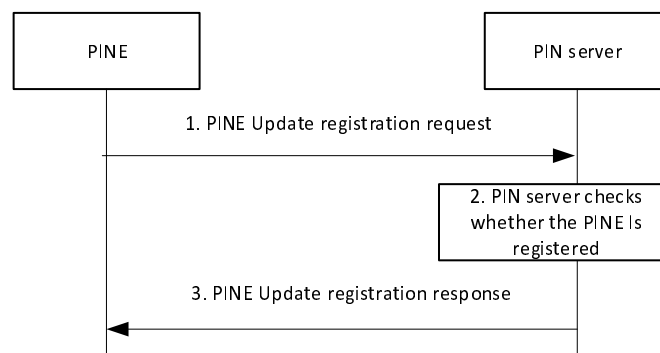 PINE
PIN server
1. PINE Update registration request
2. PIN server checks
whether the PINE Is
registered
3. PINE Update registration response